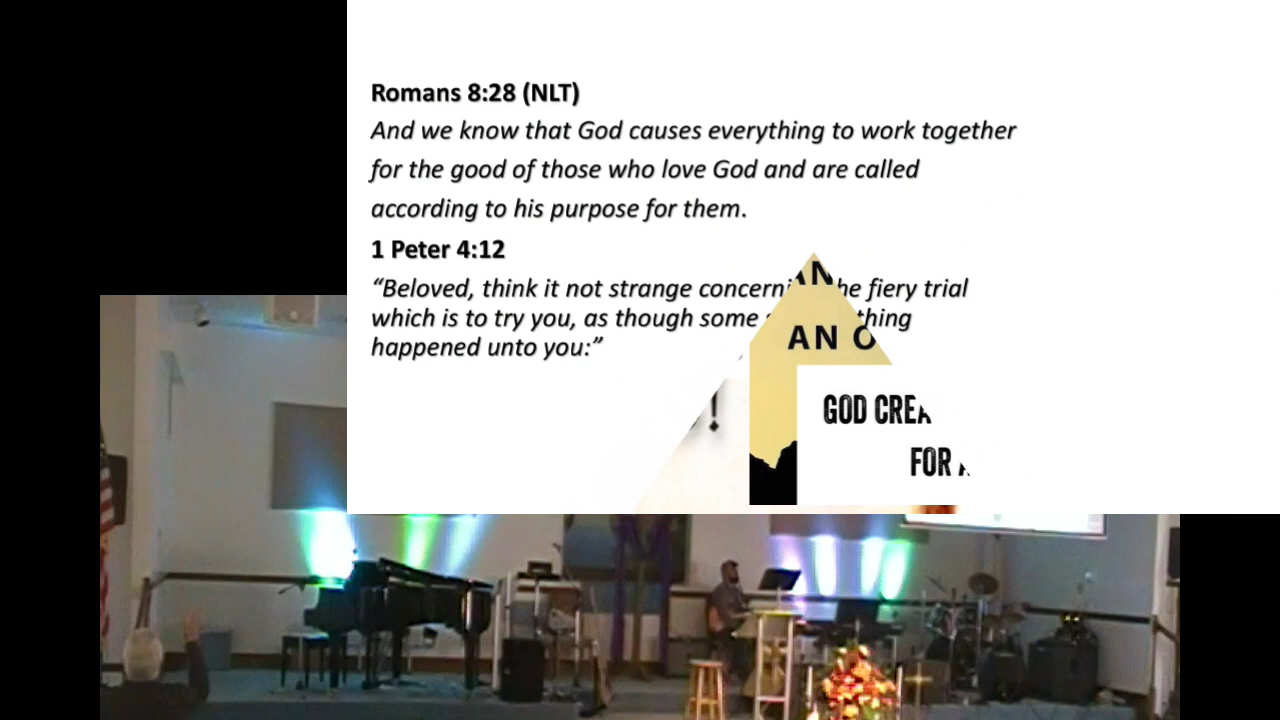 Romans 8:28 (NLT)
And we know that God causes everything to work together
for the good of those who love God and are called
according to his purpose for them.
1 Peter 4:12
“Beloved, think it not strange he fiery trial
which is to try you, as though some thing
happened unto you:”
AN
AN
!
GOD
FOR